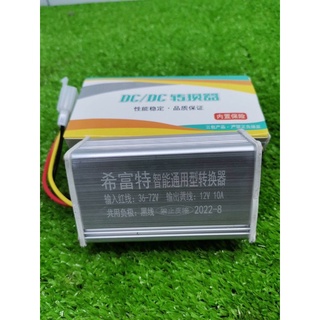 DC/DC 转换器
性能稳定·品质保证
内置保险
希富特智能通用型转换器
输入红线：36-72V 输出黄线：12V 10A
共用负极：黑线 2022-8